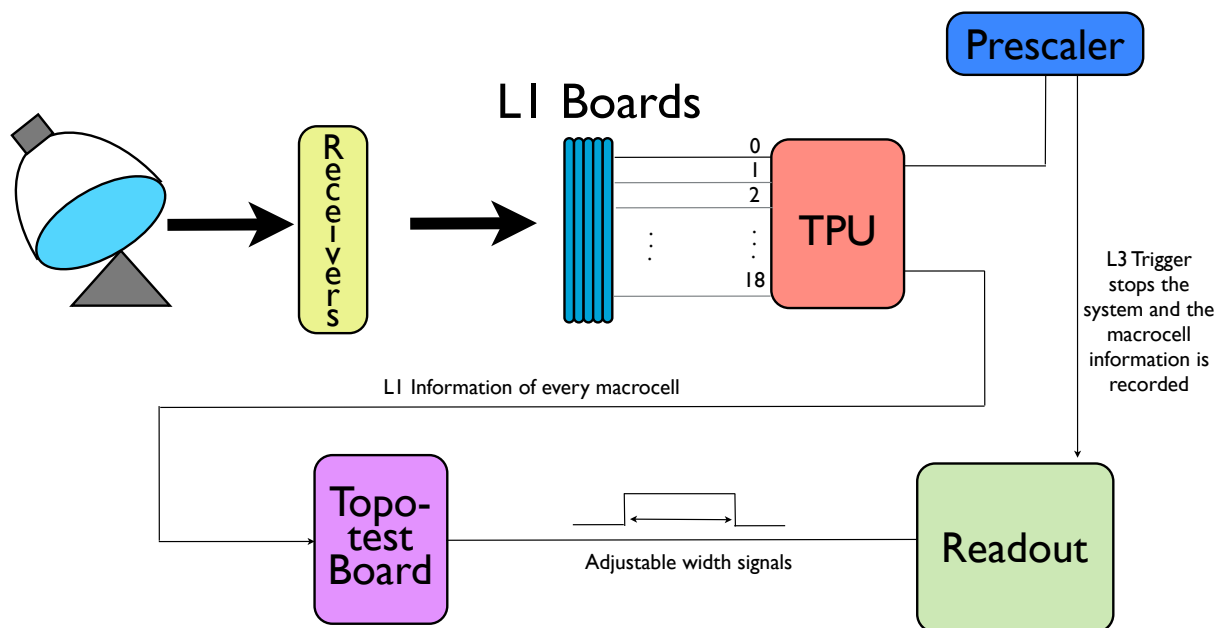 Prescaler
L1 Boards
Receivers
0
1
2
18
TPU
L3 Trigger
stops the
system and the
macrocell
information is
recorded
L1 Information of every macrocell
Topo-
test
Board
Adjustable width signals
Readout